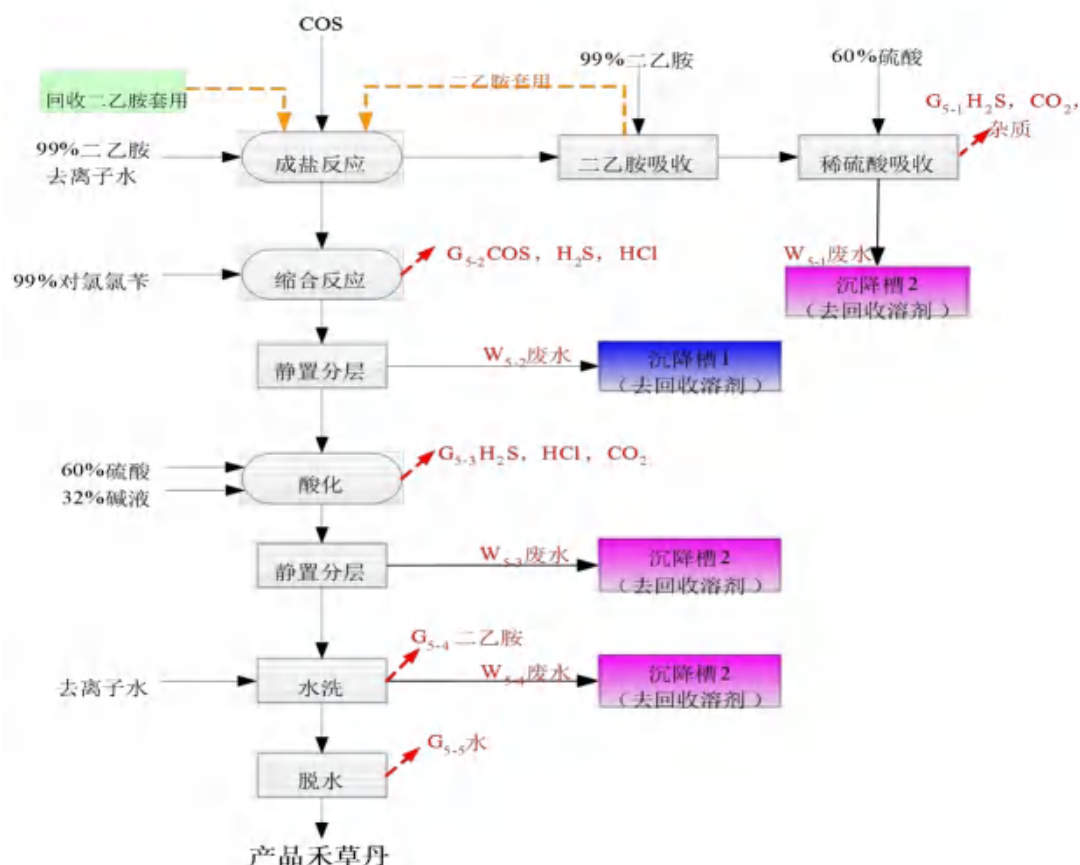 COS
99%二乙胺
60%硫酸
二乙胺套用
回收二乙胺套用
G5-1H2S，CO2，
杂质
99%二乙胺
去离子水
成盐反应
二乙胺吸收
稀硫酸吸收
G5-2COS，H2S，HCl
W5-1废水
99%对氯氯苄
缩合反应
沉降槽2
（去回收溶剂）
静置分层
W5-2废水
沉降槽1
（去回收溶剂）
G5-3H2S，HCl，CO2
60%硫酸
32%碱液
酸化
静置分层
W5-3废水
沉降槽2
（去回收溶剂）
G5-4二乙胺
去离子水
水洗
W5-4废水
沉降槽2
（去回收溶剂）
G5-5水
脱水
产品禾草丹